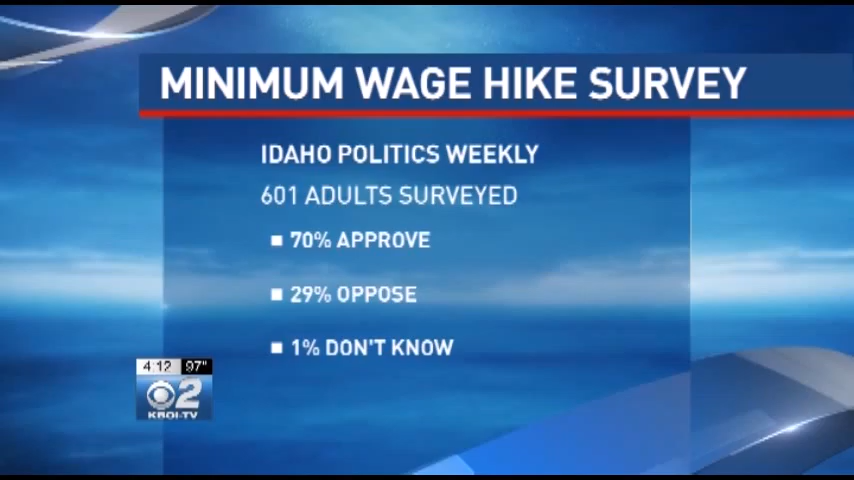 MINIMUM WAGE HIKE SURVEY
IDAHO POLITICS WEEKLY
601 ADULTS SURVEYED
70% APPROVE
29% OPPOSE
1% DON'T KNOW
4:12 97°
2
KBOI-TV